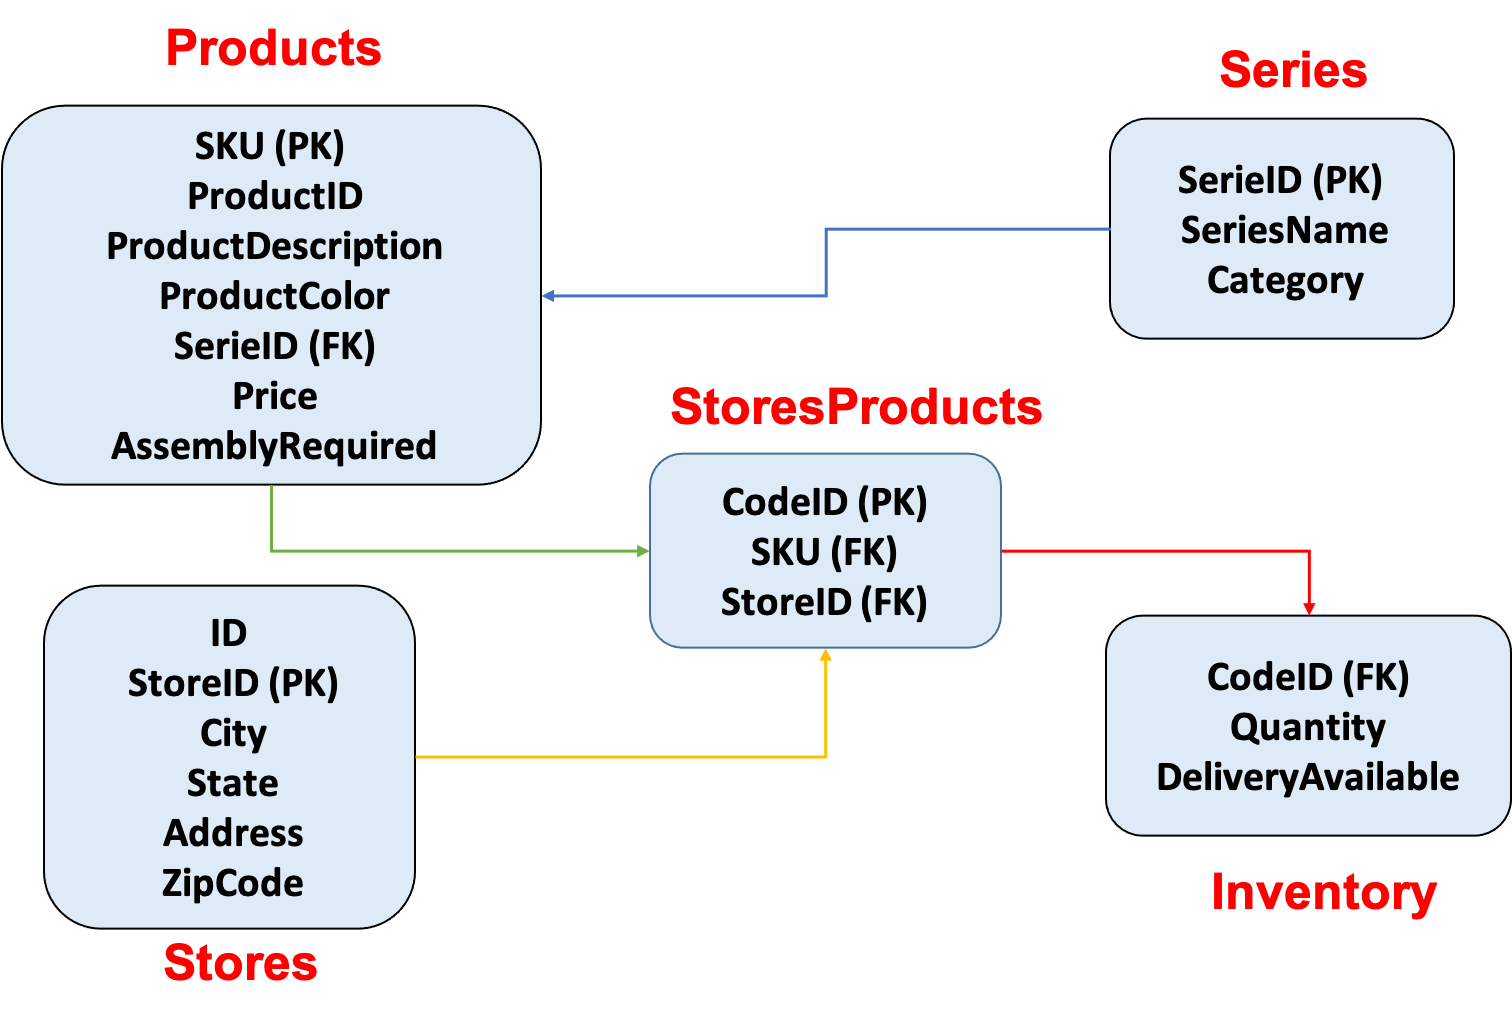 Products
SKU (PK)
ProductID
ProductDescription
ProductColor
SerieID (FK)
Price
AssemblyRequired
Series
SerieID (PK)
SeriesName
Category
StoresProducts
CodeID (PK)
SKU (FK)
StoreID (FK)
ID
StoreID (PK)
City
State
Address
ZipCode
Stores
CodeID (FK)
Quantity
DeliveryAvailable
Inventory